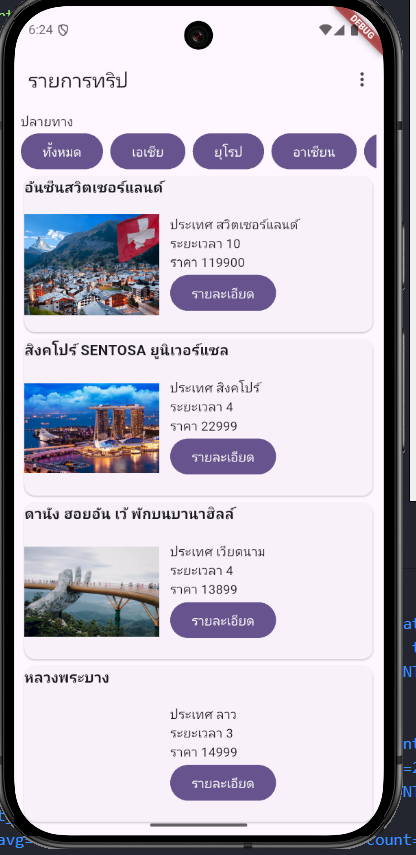 6:24
DEBUG
รายการทริป
ปลายทาง
ทั้งหมด เอเชีย ยุโรป อาเซียน
อันซีนสวิตเซอร์แลนด์
ประเทศ สวิตเซอร์แลนด์
ระยะเวลา 10
ราคา 119900
รายละเอียด
สิงคโปร์ SENTOSA ยูนิเวอร์แซล
ประเทศ สิงคโปร์
ระยะเวลา 4
ราคา 22999
รายละเอียด
ดานัง ฮอยอัน เว้ พักบนบานาฮิลล์
ประเทศ เวียดนาม
ระยะเวลา 4
ราคา 13899
รายละเอียด
หลวงพระบาง
ประเทศ ลาว
ระยะเวลา 3
ราคา 14999
รายละเอียด
avg=
count=